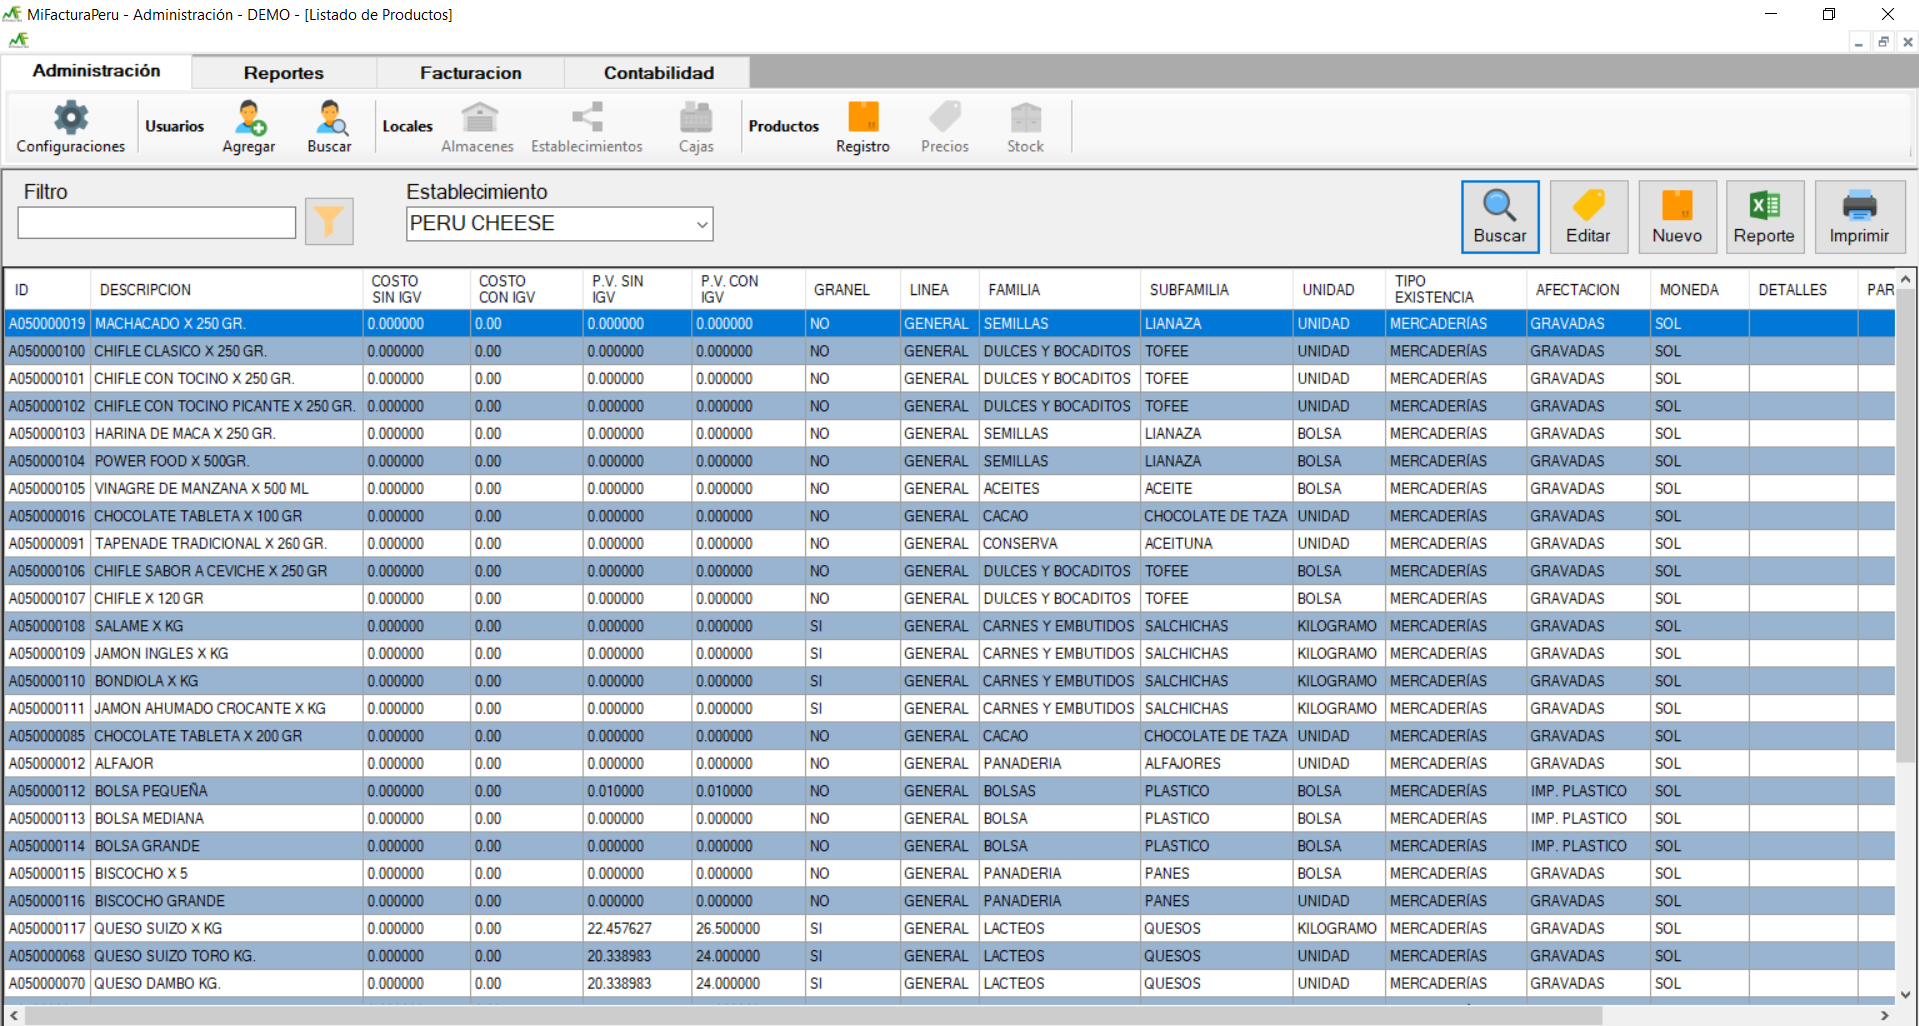 MiFacturaPeru - Administración - DEMO - [Listado de Productos]
Administración Reportes Facturacion Contabilidad
Configuraciones Usuarios Agregar Buscar Locales Almacenes Establecimientos Cajas Productos Registro Precios Stock
Filtro Establecimiento
PERU CHEESE
Buscar Editar Nuevo Reporte Imprimir
ID DESCRIPCION COSTO SIN IGV COSTO CON IGV P.V. SIN IGV P.V. CON IGV GRANEL LINEA FAMILIA SUBFAMILIA UNIDAD TIPO EXISTENCIA AFECTACION MONEDA DETALLES PAR
A050000019 MACHACADO X 250 GR. 0.000000 0.00 0.000000 0.000000 NO GENERAL SEMILLAS LIANAZA UNIDAD MERCADERÍAS GRAVADAS SOL
A050000100 CHIFLE CLASICO X 250 GR. 0.000000 0.00 0.000000 0.000000 NO GENERAL DULCES Y BOCADITOS TOFEE UNIDAD MERCADERÍAS GRAVADAS SOL
A050000101 CHIFLE CON TOCINO X 250 GR. 0.000000 0.00 0.000000 0.000000 NO GENERAL DULCES Y BOCADITOS TOFEE UNIDAD MERCADERÍAS GRAVADAS SOL
A050000102 CHIFLE CON TOCINO PICANTE X 250 GR. 0.000000 0.00 0.000000 0.000000 NO GENERAL DULCES Y BOCADITOS TOFEE UNIDAD MERCADERÍAS GRAVADAS SOL
A050000103 HARINA DE MACA X 250 GR. 0.000000 0.00 0.000000 0.000000 NO GENERAL SEMILLAS LIANAZA BOLSA MERCADERÍAS GRAVADAS SOL
A050000104 POWER FOOD X 500GR. 0.000000 0.00 0.000000 0.000000 NO GENERAL SEMILLAS LIANAZA BOLSA MERCADERÍAS GRAVADAS SOL
A050000105 VINAGRE DE MANZANA X 500 ML 0.000000 0.00 0.000000 0.000000 NO GENERAL ACEITES ACEITE BOLSA MERCADERÍAS GRAVADAS SOL
A050000016 CHOCOLATE TABLETA X 100 GR 0.000000 0.00 0.000000 0.000000 NO GENERAL CACAO CHOCOLATE DE TAZA UNIDAD MERCADERÍAS GRAVADAS SOL
A050000091 TAPENADE TRADICIONAL X 260 GR. 0.000000 0.00 0.000000 0.000000 NO GENERAL CONSERVA ACEITUNA UNIDAD MERCADERÍAS GRAVADAS SOL
A050000106 CHIFLE SABOR A CEVICHE X 250 GR 0.000000 0.00 0.000000 0.000000 NO GENERAL DULCES Y BOCADITOS TOFEE BOLSA MERCADERÍAS GRAVADAS SOL
A050000107 CHIFLE X 120 GR 0.000000 0.00 0.000000 0.000000 NO GENERAL DULCES Y BOCADITOS TOFEE BOLSA MERCADERÍAS GRAVADAS SOL
A050000108 SALAME X KG 0.000000 0.00 0.000000 0.000000 SI GENERAL CARNES Y EMBUTIDOS SALCHICHAS KILOGRAMO MERCADERÍAS GRAVADAS SOL
A050000109 JAMON INGLES X KG 0.000000 0.00 0.000000 0.000000 SI GENERAL CARNES Y EMBUTIDOS SALCHICHAS KILOGRAMO MERCADERÍAS GRAVADAS SOL
A050000110 BONDIOLA X KG 0.000000 0.00 0.000000 0.000000 SI GENERAL CARNES Y EMBUTIDOS SALCHICHAS KILOGRAMO MERCADERÍAS GRAVADAS SOL
A050000111 JAMON AHUMADO CROCANTE X KG 0.000000 0.00 0.000000 0.000000 SI GENERAL CARNES Y EMBUTIDOS SALCHICHAS KILOGRAMO MERCADERÍAS GRAVADAS SOL
A050000085 CHOCOLATE TABLETA X 200 GR 0.000000 0.00 0.000000 0.000000 NO GENERAL CACAO CHOCOLATE DE TAZA UNIDAD MERCADERÍAS GRAVADAS SOL
A050000012 ALFAJOR 0.000000 0.00 0.000000 0.000000 NO GENERAL PANADERIA ALFAJORES UNIDAD MERCADERÍAS GRAVADAS SOL
A050000112 BOLSA PEQUEÑA 0.000000 0.00 0.010000 0.010000 NO GENERAL BOLSAS PLASTICO BOLSA MERCADERÍAS IMP. PLASTICO SOL
A050000113 BOLSA MEDIANA 0.000000 0.00 0.000000 0.000000 NO GENERAL BOLSA PLASTICO BOLSA MERCADERÍAS IMP. PLASTICO SOL
A050000114 BOLSA GRANDE 0.000000 0.00 0.000000 0.000000 NO GENERAL BOLSA PLASTICO BOLSA MERCADERÍAS IMP. PLASTICO SOL
A050000115 BISCOCHO X 5 0.000000 0.00 0.000000 0.000000 NO GENERAL PANADERIA PANES BOLSA MERCADERÍAS GRAVADAS SOL
A050000116 BISCOCHO GRANDE 0.000000 0.00 0.000000 0.000000 NO GENERAL PANADERIA PANES UNIDAD MERCADERÍAS GRAVADAS SOL
A050000117 QUESO SUIZO X KG 0.000000 0.00 22.457627 26.500000 SI GENERAL LACTEOS QUESOS KILOGRAMO MERCADERÍAS GRAVADAS SOL
A050000068 QUESO SUIZO TORO KG. 0.000000 0.00 20.338983 24.000000 SI GENERAL LACTEOS QUESOS UNIDAD MERCADERÍAS GRAVADAS SOL
A050000070 QUESO DAMBO KG. 0.000000 0.00 20.338983 24.000000 SI GENERAL LACTEOS QUESOS UNIDAD MERCADERÍAS GRAVADAS SOL